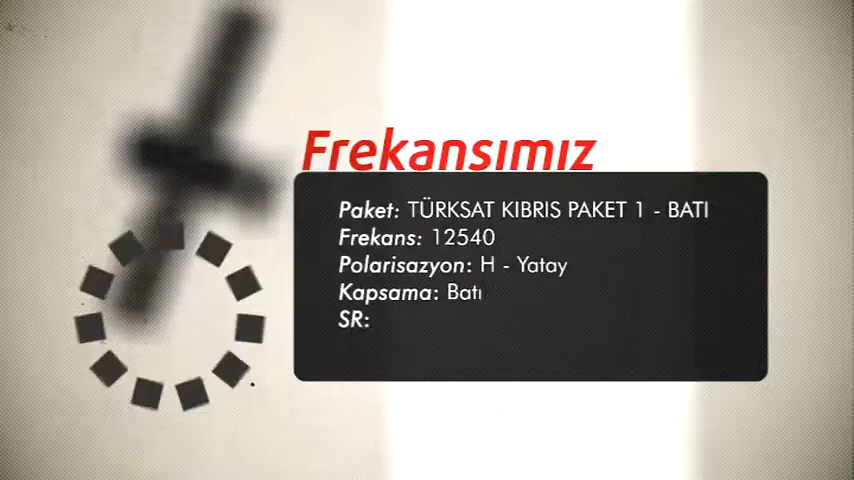 Frekansımız
Paket: TÜRKSAT KIBRIS PAKET 1 - BATI
Frekans: 12540
Polarisazyon: H - Yatay
Kapsama: Batı
SR: